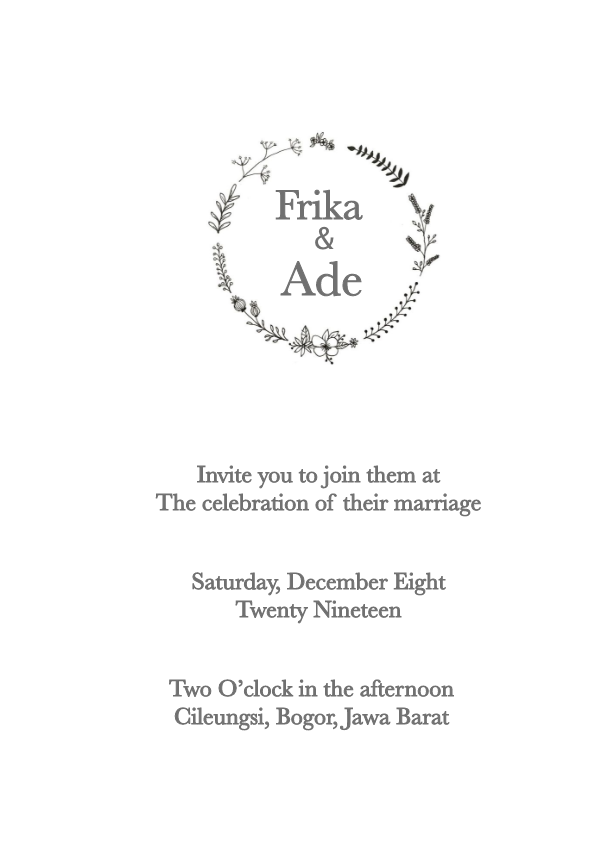 Frika
&
Ade
Invite you to join them at
The celebration of their marriage
Saturday, December Eight
Twenty Nineteen
Two O’clock in the afternoon
Cileungsi, Bogor, Jawa Barat